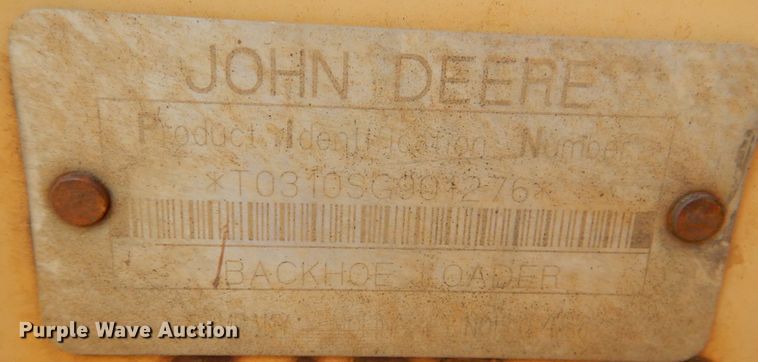 JOHN DEERE
Product Identification Number
*T0310SG901276*
BACKHOE LOADER
Purple Wave Auction